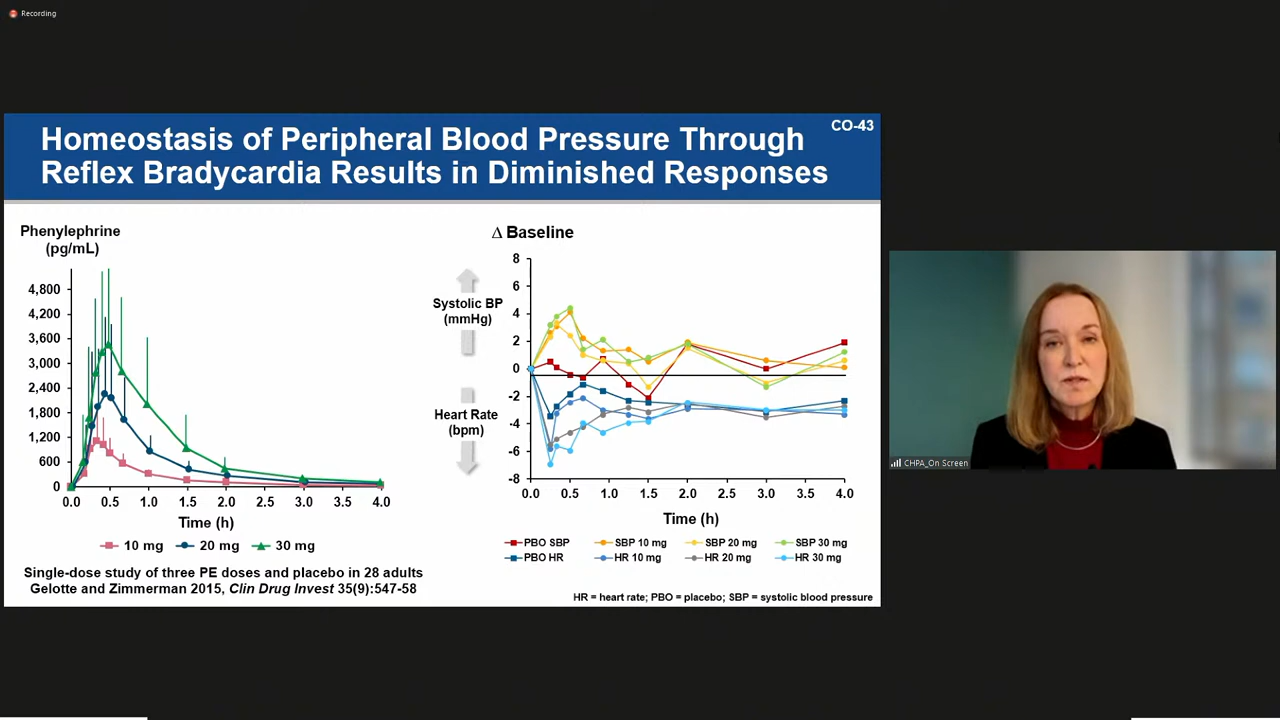 Recording
CO-43
Homeostasis of Peripheral Blood Pressure Through
Reflex Bradycardia Results in Diminished Responses
Phenylephrine
(pg/mL)
4,800
4,200
3,600
3,000
2,400
1,800
1,200
600
0
0.0 0.5 1.0 1.5 2.0 2.5 3.0 3.5 4.0
Time (h)
10 mg 20 mg 30 mg
Single-dose study of three PE doses and placebo in 28 adults
Gelotte and Zimmerman 2015, Clin Drug Invest 35(9):547-58
∆ Baseline
Systolic BP
(mmHg)
Heart Rate
(bpm)
8
6
4
2
0
-2
-4
-6
-8
0.0 0.5 1.0 1.5 2.0 2.5 3.0 3.5 4.0
Time (h)
PBO SBP SBP 10 mg SBP 20 mg SBP 30 mg
PBO HR HR 10 mg HR 20 mg HR 30 mg
HR = heart rate; PBO = placebo; SBP = systolic blood pressure
CHPA_On Screen